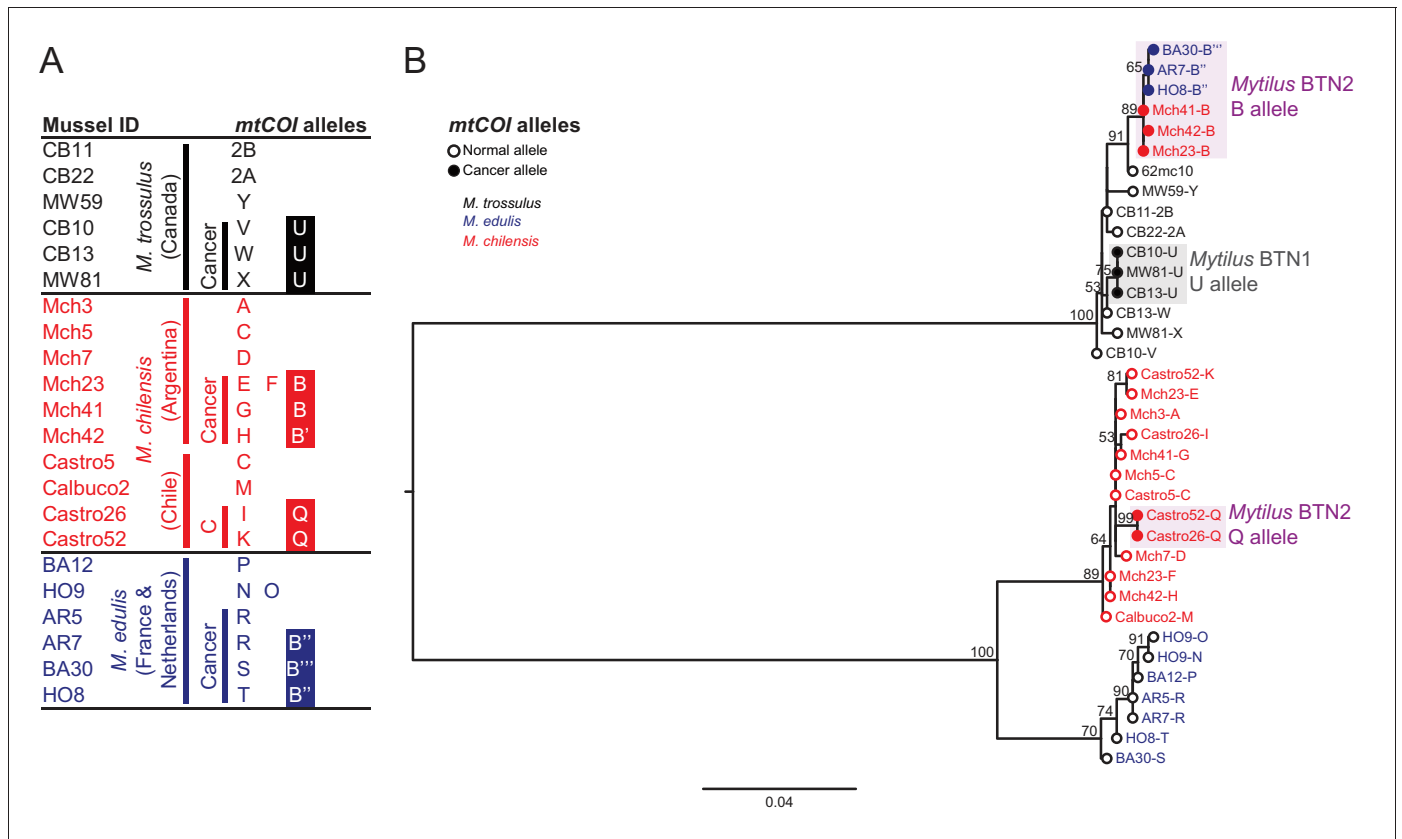 A
Mussel ID mtCOI alleles
CB11 2B
CB22 2A
MW59 Y
CB10 V U
CB13 W U
MW81 X U
M. trossulus
(Canada)
Cancer
Mch3 A
Mch5 C
Mch7 D
Mch23 E F B
Mch41 G B
Mch42 H B'
Castro5 C
Calbuco2 M
Castro26 I Q
Castro52 K Q
M. chilensis
(Argentina)
Cancer
(Chile)
C
BA12 P
HO9 N O
AR5 R
AR7 R B''
BA30 S B'''
HO8 T B''
M. edulis
(France &
Netherlands)
Cancer
B
mtCOI alleles
Normal allele
Cancer allele
M. trossulus
M. edulis
M. chilensis
BA30-B'''
65
AR7-B''
HO8-B''
Mytilus BTN2
B allele
89
Mch41-B
Mch42-B
91
Mch23-B
62mc10
MW59-Y
CB11-2B
CB22-2A
CB10-U
75
MW81-U
Mytilus BTN1
U allele
53
CB13-U
100
CB13-W
MW81-X
CB10-V
81
Castro52-K
Mch23-E
Mch3-A
53
Castro26-I
Mch41-G
Mch5-C
Castro5-C
99
Castro52-Q
Castro26-Q
Mytilus BTN2
Q allele
64
Mch7-D
89
Mch23-F
Mch42-H
Calbuco2-M
100
91
HO9-O
70
HO9-N
BA12-P
90
AR5-R
74
AR7-R
70
HO8-T
BA30-S
0.04